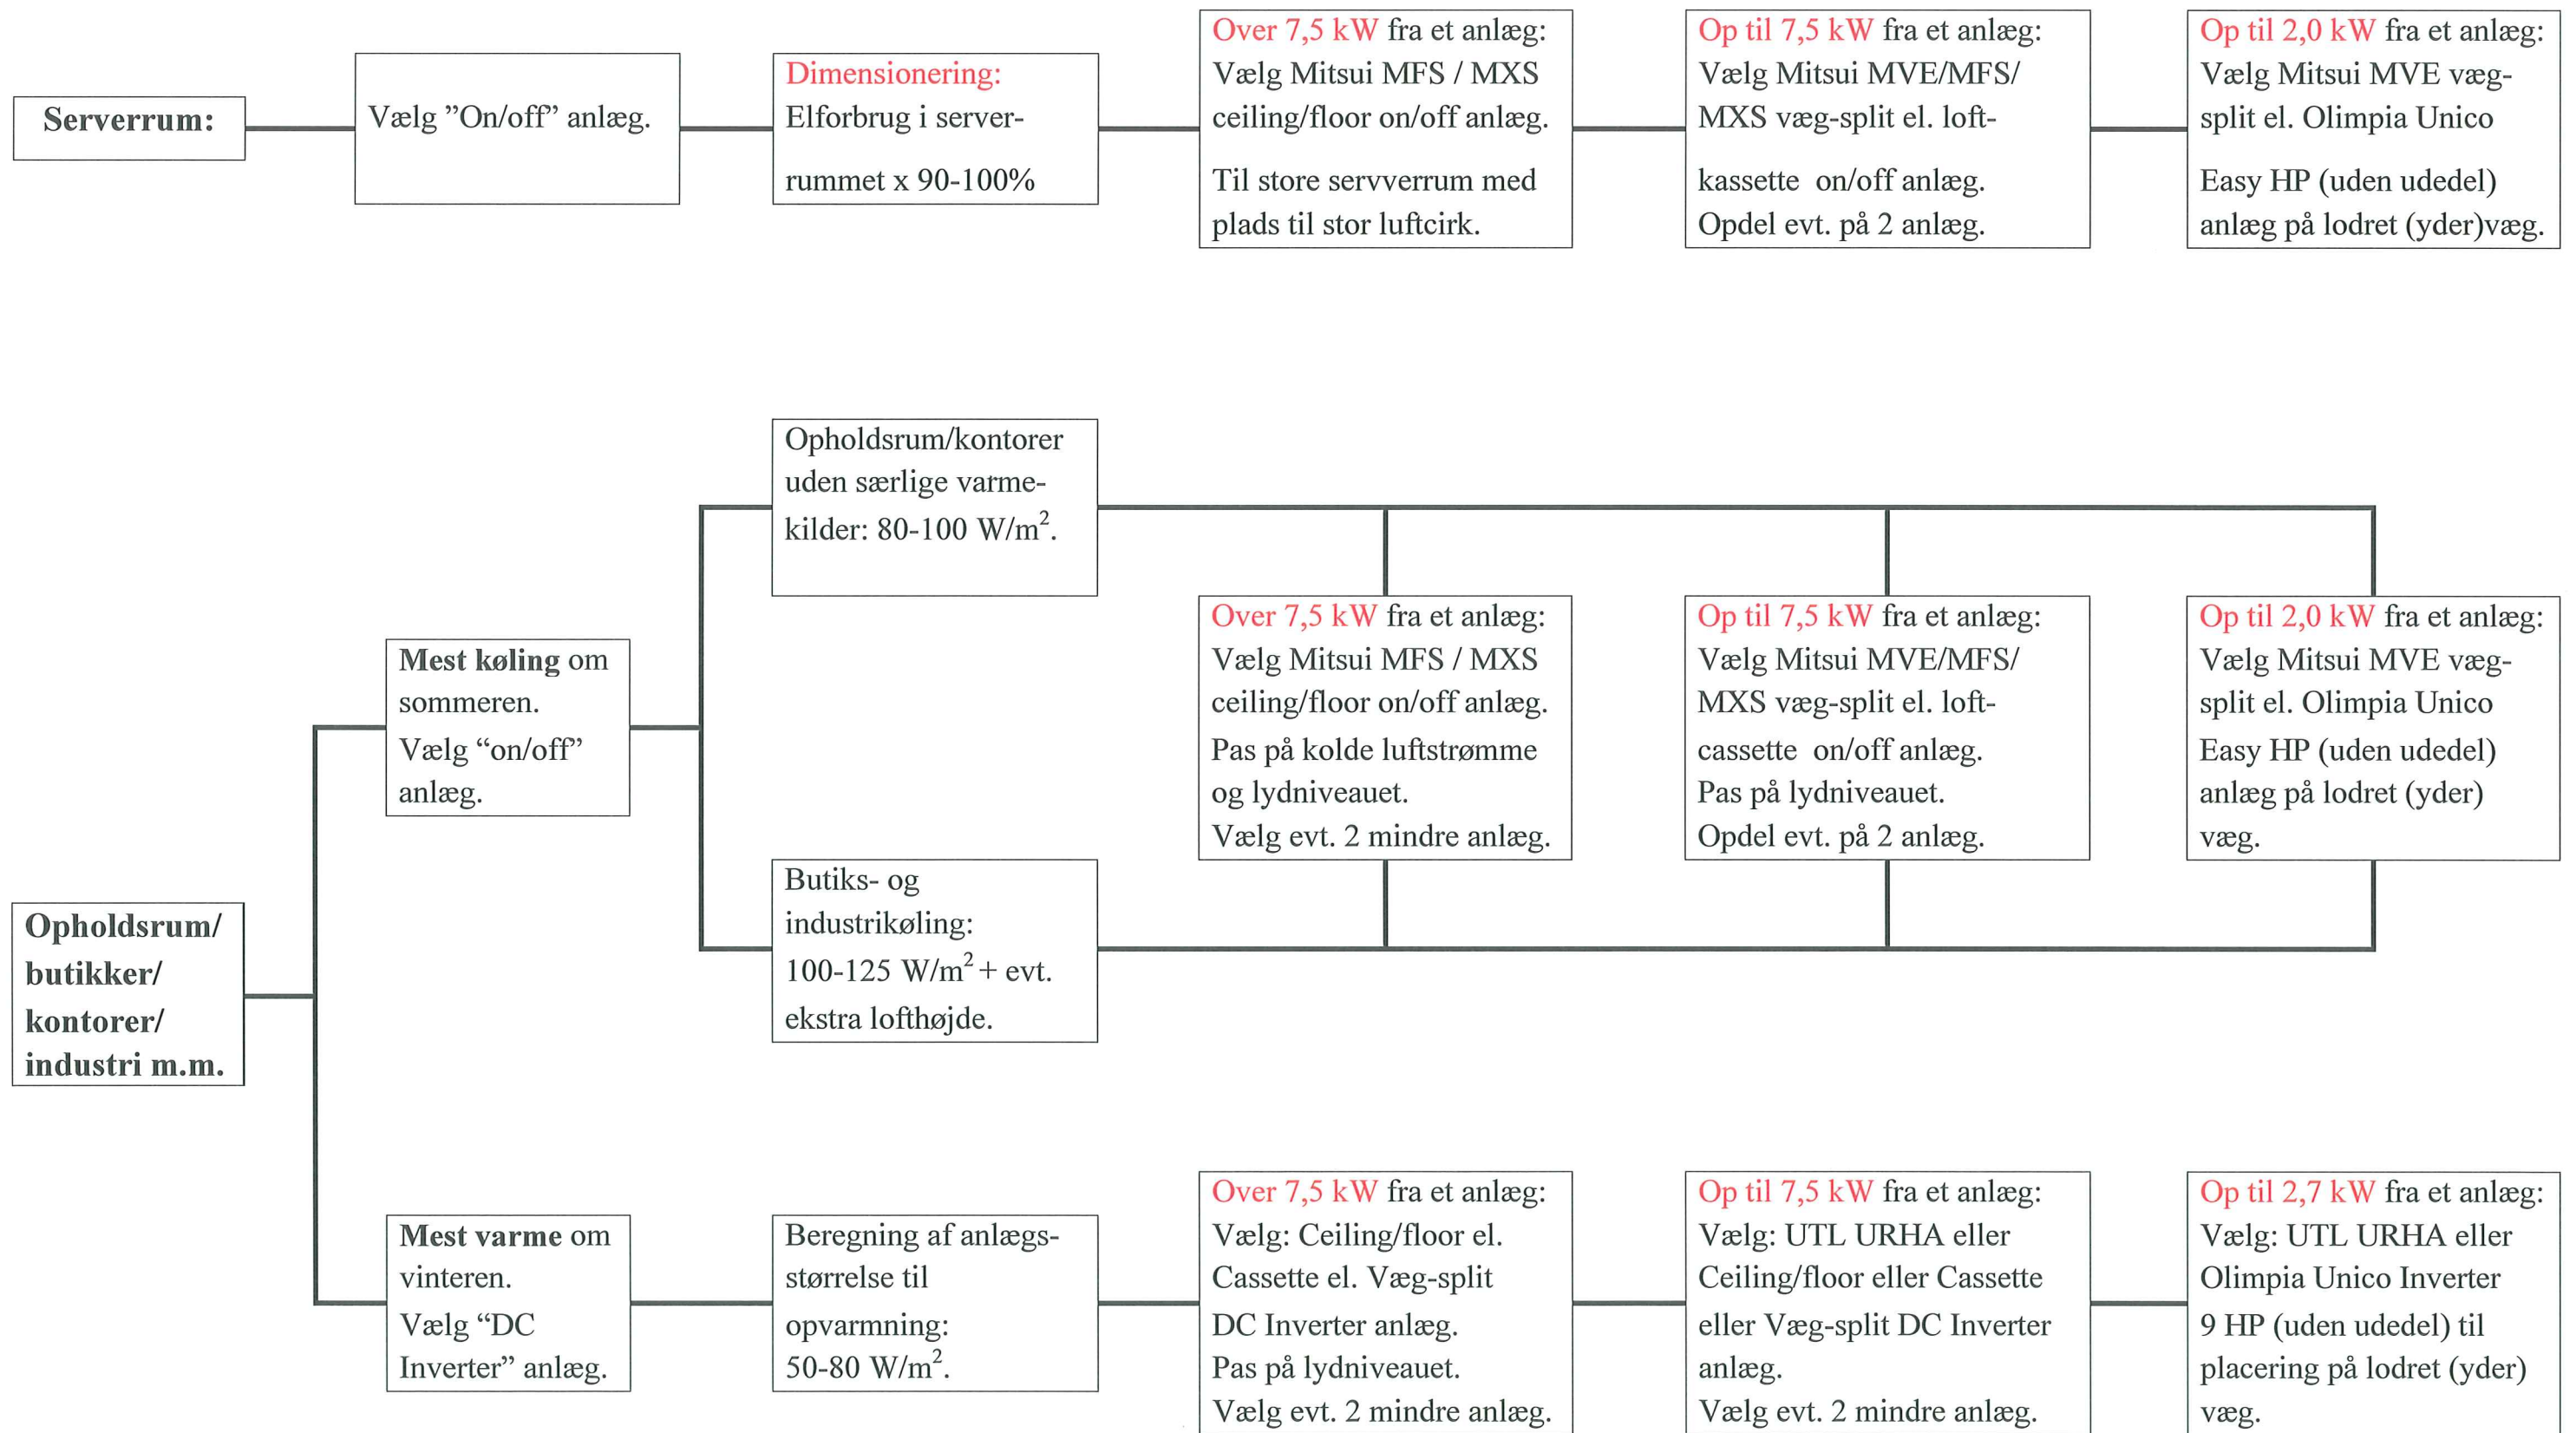 Serverrum:
Vælg ”On/off” anlæg.
Dimensionering:
Elforbrug i server-
rummet x 90-100%
Over 7,5 kW fra et anlæg:
Vælg Mitsui MFS / MXS
ceiling/floor on/off anlæg.
Til store servverrum med
plads til stor luftcirk.
Op til 7,5 kW fra et anlæg:
Vælg Mitsui MVE/MFS/
MXS væg-split el. loft-
kassette on/off anlæg.
Opdel evt. på 2 anlæg.
Op til 2,0 kW fra et anlæg:
Vælg Mitsui MVE væg-
split el. Olimpia Unico
Easy HP (uden udedel)
anlæg på lodret (yder)væg.
Opholdsrum/
butikker/
kontorer/
industri m.m.
Mest køling om
sommeren.
Vælg “on/off”
anlæg.
Opholdsrum/kontorer
uden særlige varme-
kilder: 80-100 W/m².
Butiks- og
industrikøling:
100-125 W/m² + evt.
ekstra lofthøjde.
Over 7,5 kW fra et anlæg:
Vælg Mitsui MFS / MXS
ceiling/floor on/off anlæg.
Pas på kolde luftstrømme
og lydniveauet.
Vælg evt. 2 mindre anlæg.
Op til 7,5 kW fra et anlæg:
Vælg Mitsui MVE/MFS/
MXS væg-split el. loft-
cassette on/off anlæg.
Pas på lydniveauet.
Opdel evt. på 2 anlæg.
Op til 2,0 kW fra et anlæg:
Vælg Mitsui MVE væg-
split el. Olimpia Unico
Easy HP (uden udedel)
anlæg på lodret (yder)
væg.
Mest varme om
vinteren.
Vælg “DC
Inverter” anlæg.
Beregning af anlægs-
størrelse til
opvarmning:
50-80 W/m².
Over 7,5 kW fra et anlæg:
Vælg: Ceiling/floor el.
Cassette el. Væg-split
DC Inverter anlæg.
Pas på lydniveauet.
Vælg evt. 2 mindre anlæg.
Op til 7,5 kW fra et anlæg:
Vælg: UTL URHA eller
Ceiling/floor eller Cassette
eller Væg-split DC Inverter
anlæg.
Vælg evt. 2 mindre anlæg.
Op til 2,7 kW fra et anlæg:
Vælg: UTL URHA eller
Olimpia Unico Inverter
9 HP (uden udedel) til
placering på lodret (yder)
væg.